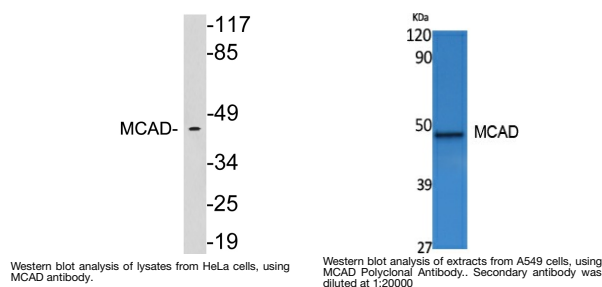 -117
-85
-49
MCAD-
-34
-25
-19
Western blot analysis of lysates from HeLa cells, using
MCAD antibody.
KDa
120
90
50
MCAD
39
27
Western blot analysis of extracts from A549 cells, using
MCAD Polyclonal Antibody.. Secondary antibody was
diluted at 1:20000